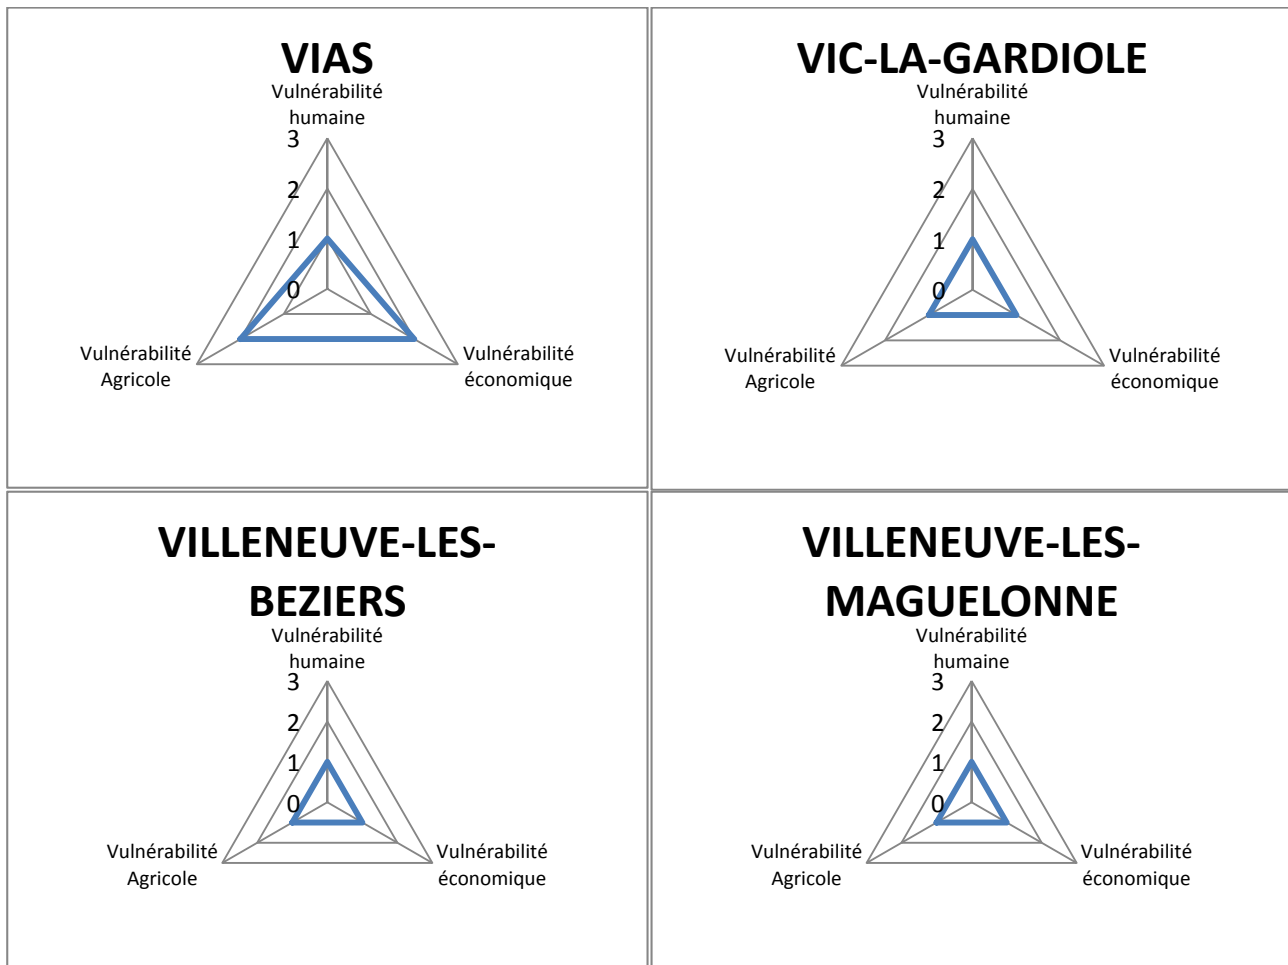 VIAS
Vulnérabilité
humaine
3
2
1
0
Vulnérabilité
Agricole
Vulnérabilité
économique
VIC-LA-GARDIOLE
Vulnérabilité
humaine
3
2
1
0
Vulnérabilité
Agricole
Vulnérabilité
économique
VILLENEUVE-LES-
BEZIERS
Vulnérabilité
humaine
3
2
1
0
Vulnérabilité
Agricole
Vulnérabilité
économique
VILLENEUVE-LES-
MAGUELONNE
Vulnérabilité
humaine
3
2
1
0
Vulnérabilité
Agricole
Vulnérabilité
économique